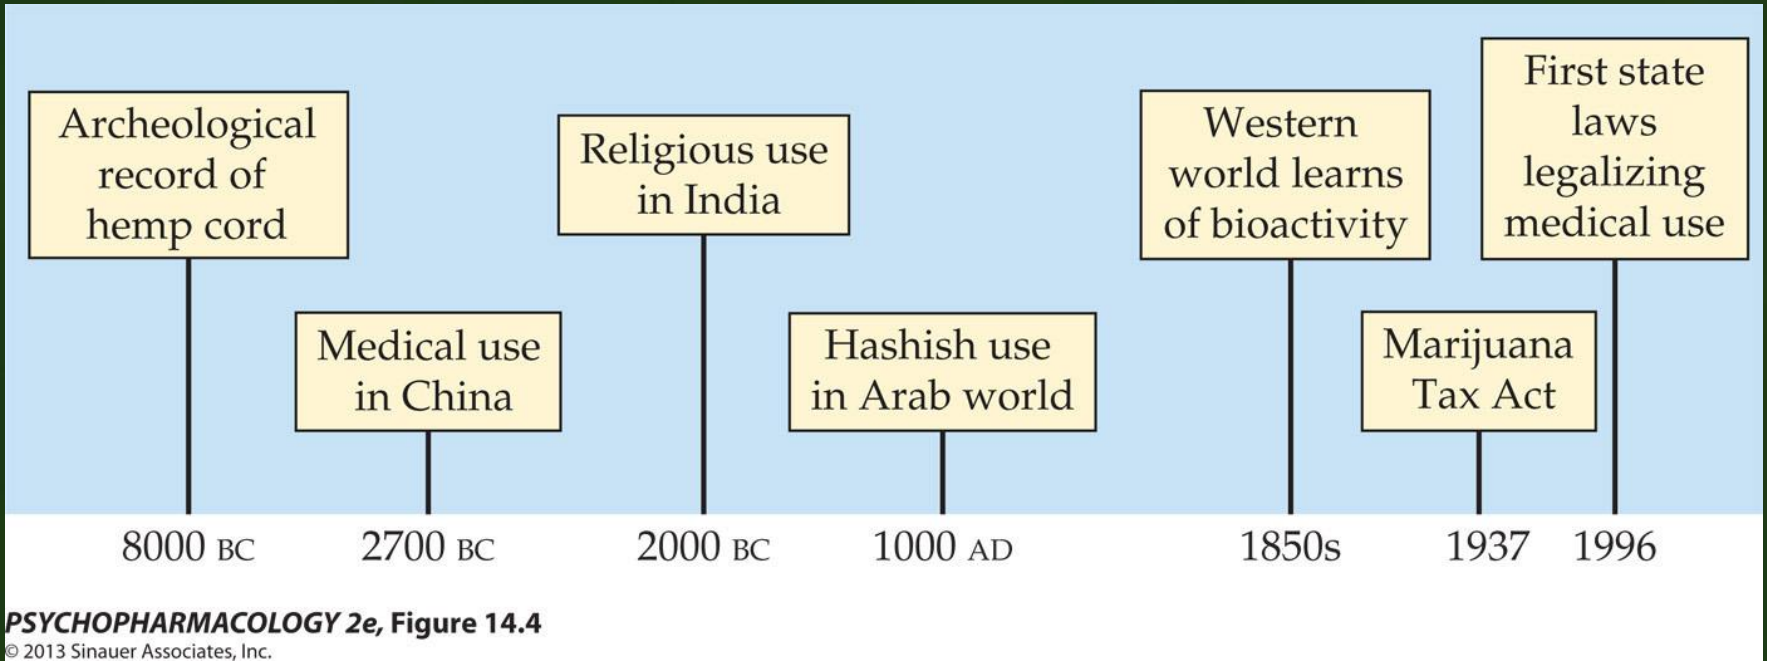 Archeological
record of
hemp cord
Medical use
in China
Religious use
in India
Hashish use
in Arab world
Western
world learns
of bioactivity
Marijuana
Tax Act
First state
laws
legalizing
medical use
8000 BC
2700 BC
2000 BC
1000 AD
1850s
1937
1996
PSYCHOPHARMACOLOGY 2e, Figure 14.4
© 2013 Sinauer Associates, Inc.